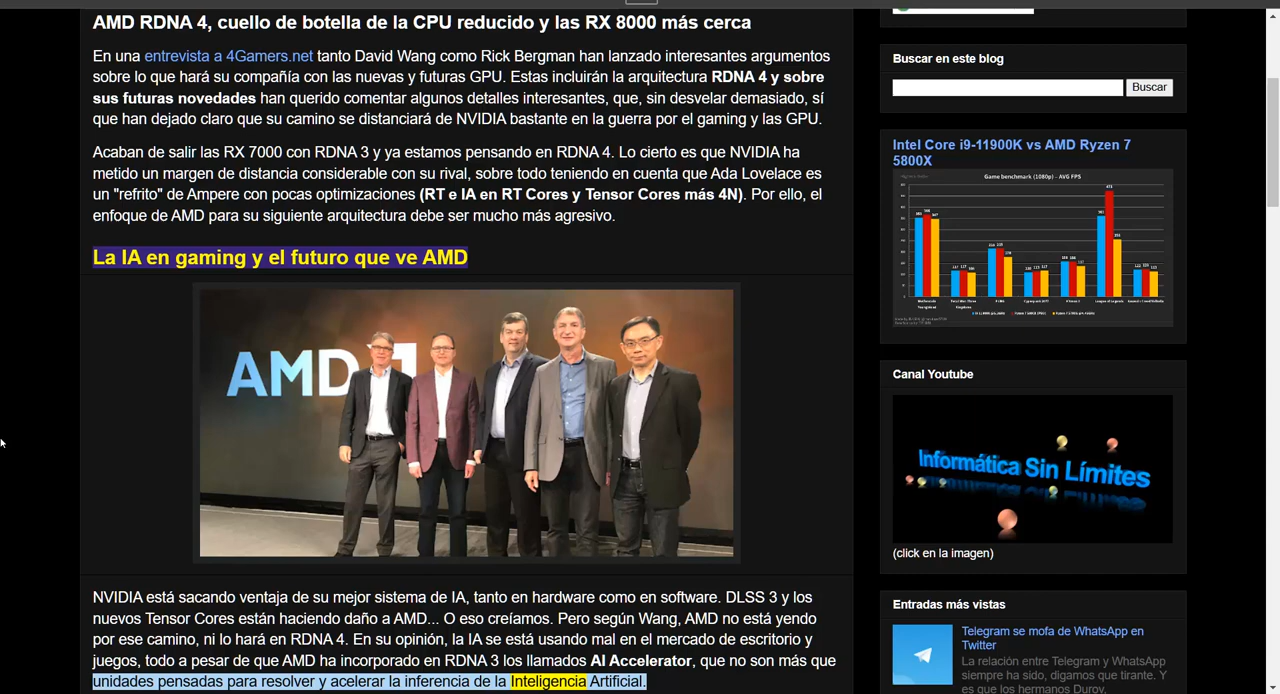 AMD RDNA 4, cuello de botella de la CPU reducido y las RX 8000 más cerca
En una entrevista a 4Gamers.net tanto David Wang como Rick Bergman han lanzado interesantes argumentos
sobre lo que hará su compañía con las nuevas y futuras GPU. Estas incluirán la arquitectura RDNA 4 y sobre
sus futuras novedades han querido comentar algunos detalles interesantes, que, sin desvelar demasiado, sí
que han dejado claro que su camino se distanciará de NVIDIA bastante en la guerra por el gaming y las GPU.
Acaban de salir las RX 7000 con RDNA 3 y ya estamos pensando en RDNA 4. Lo cierto es que NVIDIA ha
metido un margen de distancia considerable con su rival, sobre todo teniendo en cuenta que Ada Lovelace es
un "refrito" de Ampere con pocas optimizaciones (RT e IA en RT Cores y Tensor Cores más 4N). Por ello, el
enfoque de AMD para su siguiente arquitectura debe ser mucho más agresivo.
La IA en gaming y el futuro que ve AMD
AMD
NVIDIA está sacando ventaja de su mejor sistema de IA, tanto en hardware como en software. DLSS 3 y los
nuevos Tensor Cores están haciendo daño a AMD... O eso creíamos. Pero según Wang, AMD no está yendo
por ese camino, ni lo hará en RDNA 4. En su opinión, la IA se está usando mal en el mercado de escritorio y
juegos, todo a pesar de que AMD ha incorporado en RDNA 3 los llamados AI Accelerator, que no son más que
unidades pensadas para resolver y acelerar la inferencia de la Inteligencia Artificial.
Buscar en este blog
Buscar
Intel Core i9-11900K vs AMD Ryzen 7
5800X
Game benchmark (1080p) - AVG FPS
Canal Youtube
Informática Sin Límites
(click en la imagen)
Entradas más vistas
Telegram se mofa de WhatsApp en
Twitter
La relación entre Telegram y WhatsApp
siempre ha sido, digamos que tirante. Y
es que los hermanos Durov,